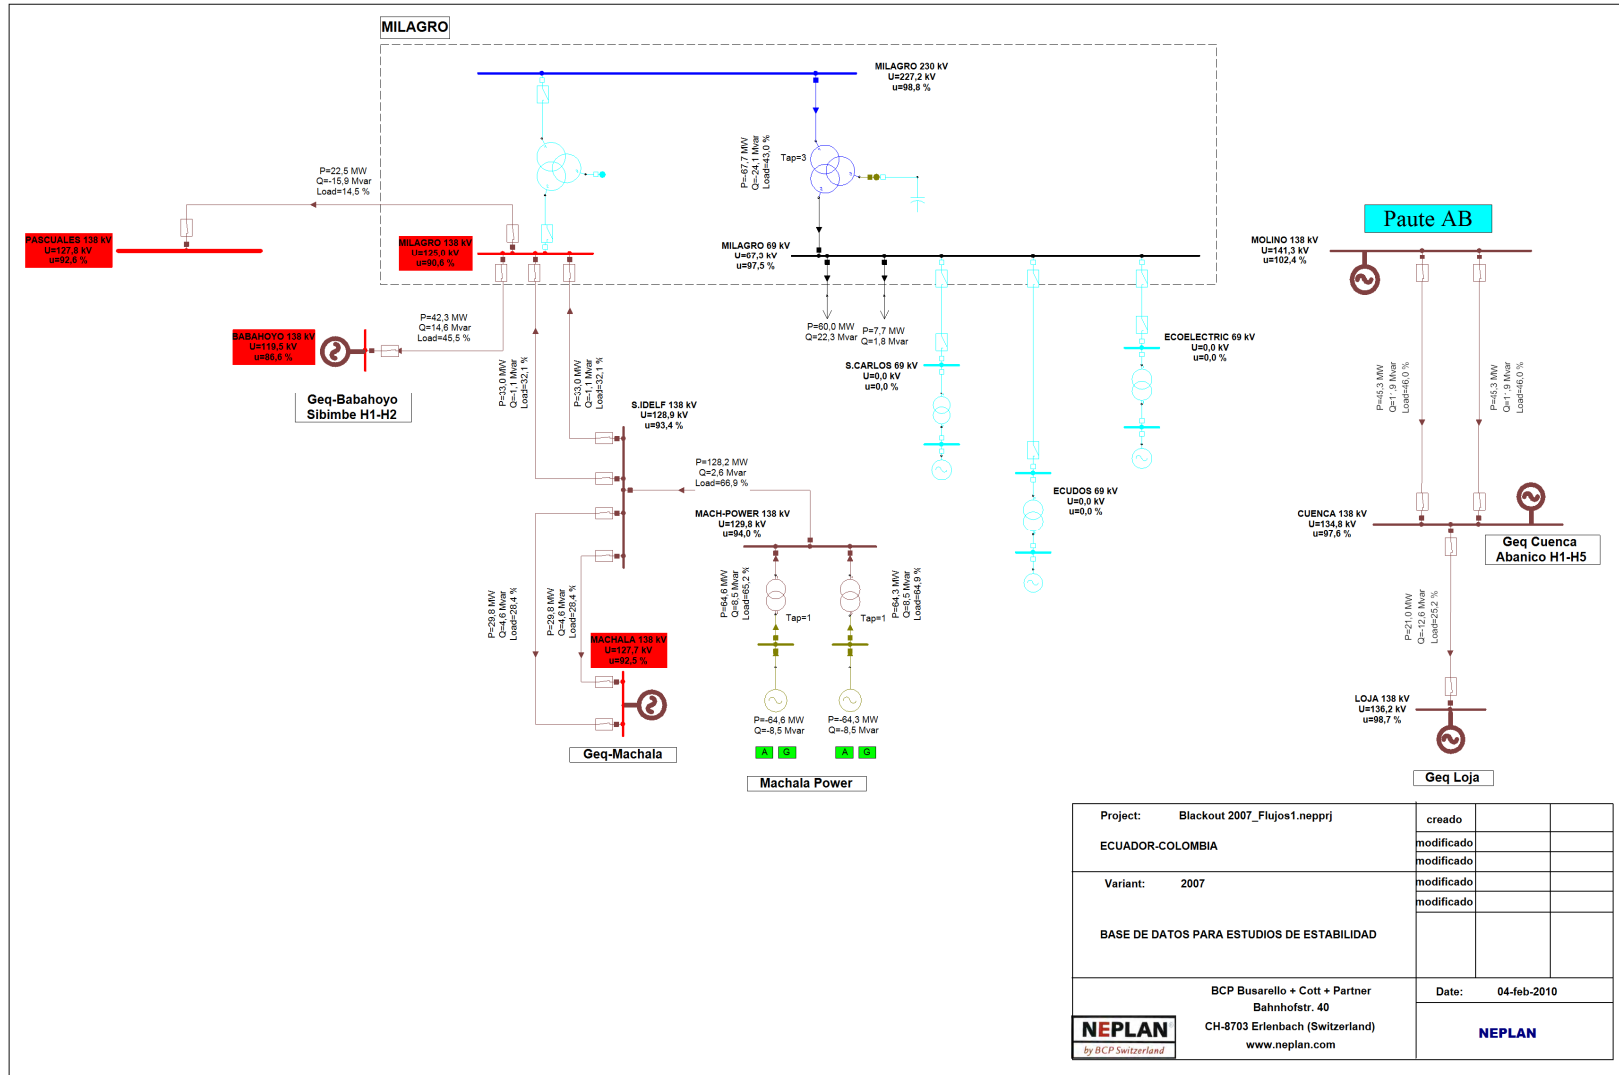 MILAGRO
MILAGRO 230 kV
U=227,2 kV
u=98,8 %
P=-67,7 MW
Q=-24,1 Mvar
Load=43,0 %
Tap=3
P=22,5 MW
Q=-15,9 Mvar
Load=14,5 %
PASCUALES 138 kV
U=127,8 kV
u=92,6 %
MILAGRO 138 kV
U=125,0 kV
u=90,6 %
MILAGRO 69 kV
U=67,3 kV
u=97,5 %
Paute AB
MOLINO 138 kV
U=141,3 kV
u=102,4 %
BABAHOYO 138 kV
U=119,5 kV
u=86,6 %
P=42,3 MW
Q=14,6 Mvar
Load=45,5 %
Geq-Babahoyo
Sibimbe H1-H2
P=33,0 MW
Q=-1,1 Mvar
Load=32,1 %
P=33,0 MW
Q=-1,1 Mvar
Load=32,1 %
P=60,0 MW
Q=22,3 Mvar
P=7,7 MW
Q=1,8 Mvar
S.CARLOS 69 kV
U=0,0 kV
u=0,0 %
ECOELECTRIC 69 kV
U=0,0 kV
u=0,0 %
P=45,3 MW
Load=46,0 %
P=45,3 MW
Load=46,0 %
S.IDELF 138 kV
U=128,9 kV
u=93,4 %
P=128,2 MW
Q=2,6 Mvar
Load=66,9 %
MACH-POWER 138 kV
U=129,8 kV
u=94,0 %
ECUDOS 69 kV
U=0,0 kV
u=0,0 %
CUENCA 138 kV
U=134,8 kV
u=97,6 %
Geq Cuenca
Abanico H1-H5
P=64,6 MW
Q=8,5 Mvar
Load=65,2 %
Tap=1
P=64,3 MW
Q=8,5 Mvar
Load=64,9 %
Tap=1
P=29,8 MW
Q=4,6 Mvar
Load=28,4 %
P=29,8 MW
Q=4,6 Mvar
Load=28,4 %
P=21,0 MW
Q=-12,6 Mvar
Load=25,2 %
MACHALA 138 kV
U=127,7 kV
u=92,5 %
P=-64,6 MW
Q=-8,5 Mvar
P=-64,3 MW
Q=-8,5 Mvar
A G
A G
LOJA 138 kV
U=136,2 kV
u=98,7 %
Geq-Machala
Machala Power
Geq Loja
Project: Blackout 2007_Flujos1.nepprj
ECUADOR-COLOMBIA
creado
modificado
modificado
modificado
modificado
Variant: 2007
BASE DE DATOS PARA ESTUDIOS DE ESTABILIDAD
NEPLAN
by BCP Switzerland
BCP Busarello + Cott + Partner
Bahnhofstr. 40
CH-8703 Erlenbach (Switzerland)
www.neplan.com
Date: 04-feb-2010
NEPLAN